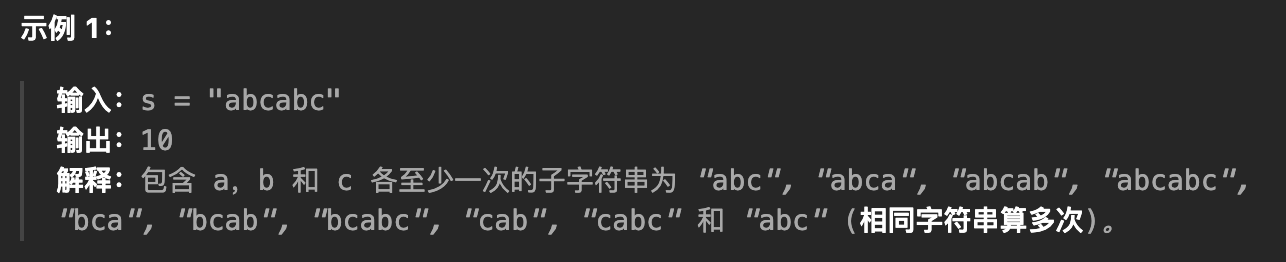 示例 1：
输入：s = "abcabc"
输出：10
解释：包含 a，b 和 c 各至少一次的子字符串为 "abc", "abca", "abcab", "abcabc",
"bca", "bcab", "bcabc", "cab", "cabc" 和 "abc" (相同字符串算多次)。